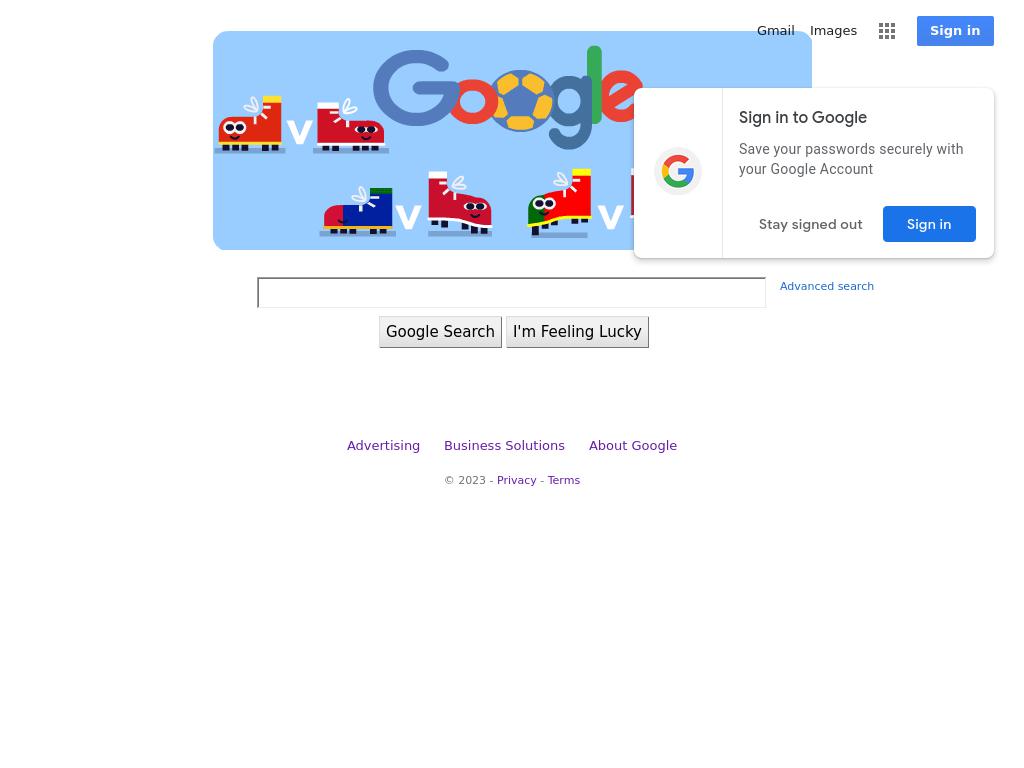 Gmail Images Sign in
Google
V
V V
Sign in to Google
Save your passwords securely with
your Google Account
Stay signed out Sign in
Advanced search
Google Search I'm Feeling Lucky
Advertising Business Solutions About Google
© 2023 - Privacy - Terms